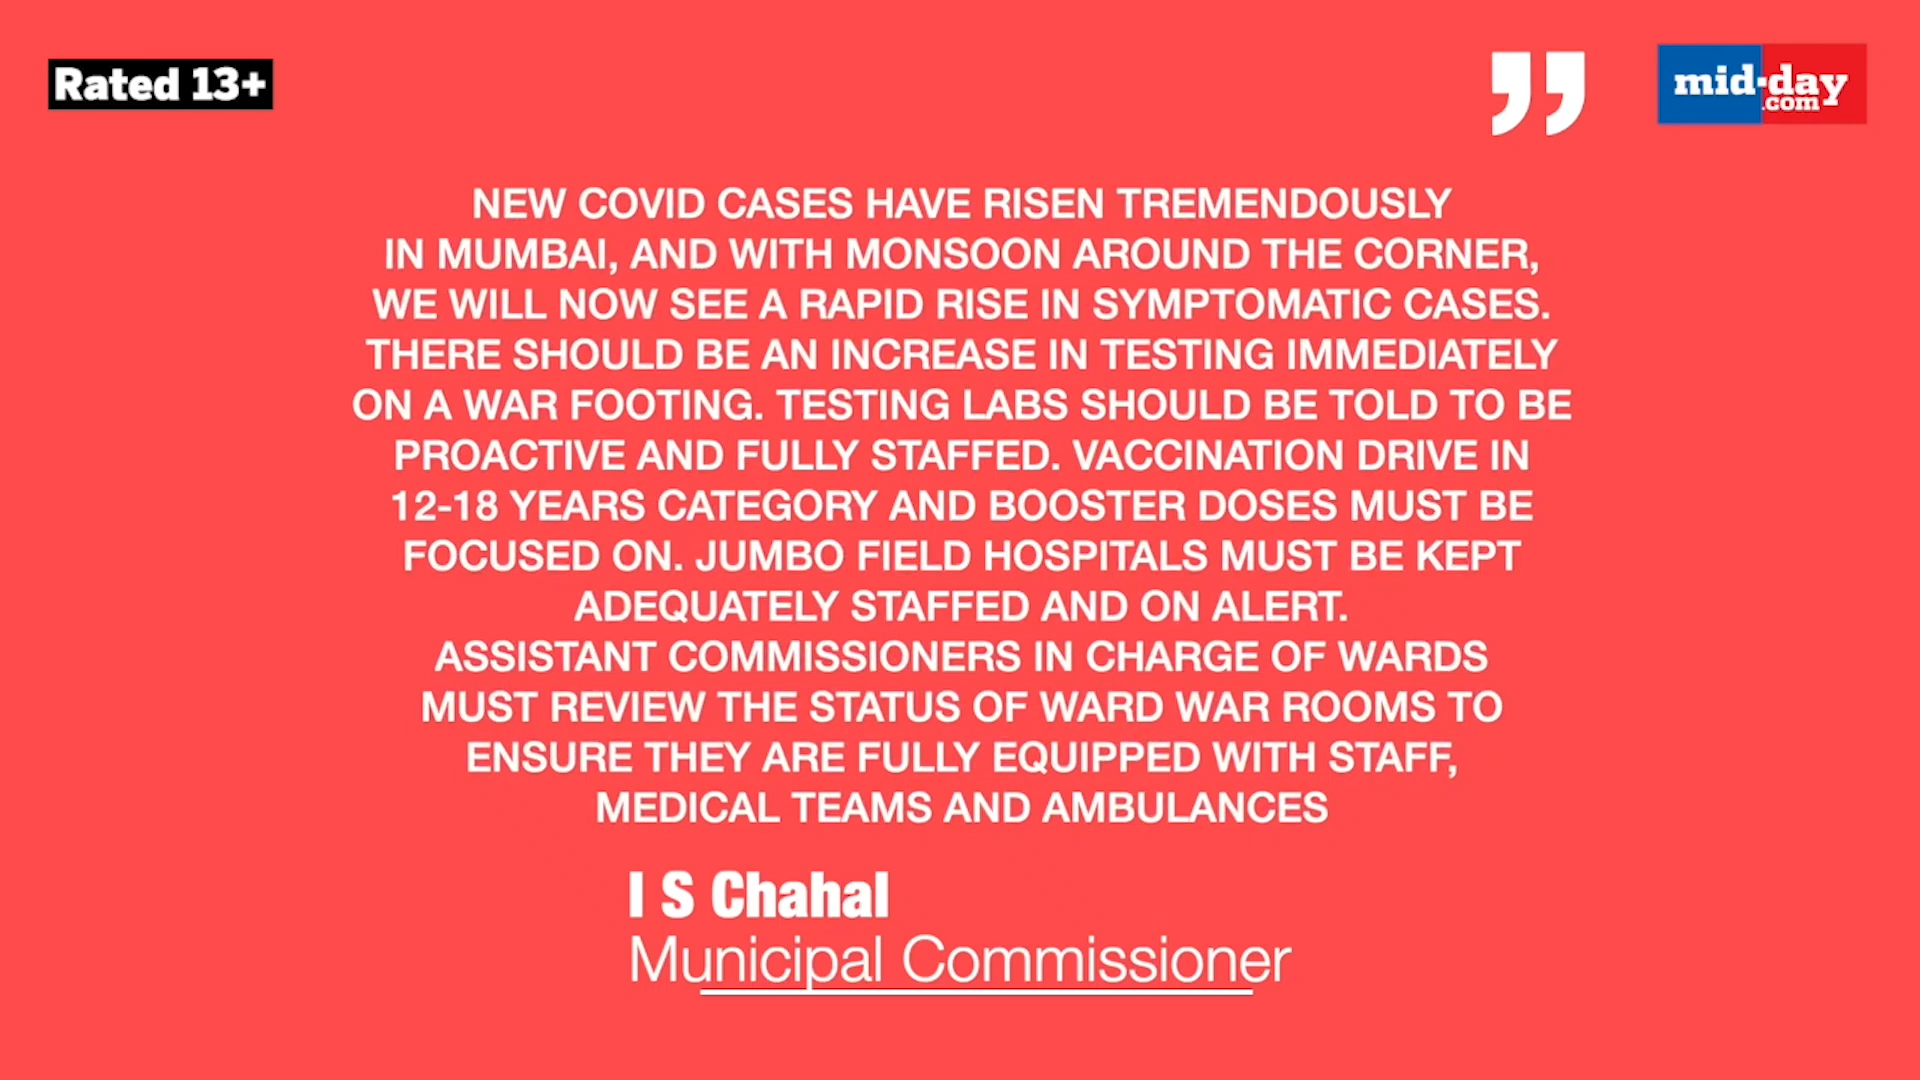 Rated 13+
mid-day
.com
NEW COVID CASES HAVE RISEN TREMENDOUSLY
IN MUMBAI, AND WITH MONSOON AROUND THE CORNER,
WE WILL NOW SEE A RAPID RISE IN SYMPTOMATIC CASES.
THERE SHOULD BE AN INCREASE IN TESTING IMMEDIATELY
ON A WAR FOOTING. TESTING LABS SHOULD BE TOLD TO BE
PROACTIVE AND FULLY STAFFED. VACCINATION DRIVE IN
12-18 YEARS CATEGORY AND BOOSTER DOSES MUST BE
FOCUSED ON. JUMBO FIELD HOSPITALS MUST BE KEPT
ADEQUATELY STAFFED AND ON ALERT.
ASSISTANT COMMISSIONERS IN CHARGE OF WARDS
MUST REVIEW THE STATUS OF WARD WAR ROOMS TO
ENSURE THEY ARE FULLY EQUIPPED WITH STAFF,
MEDICAL TEAMS AND AMBULANCES
I S Chahal
Municipal Commissioner